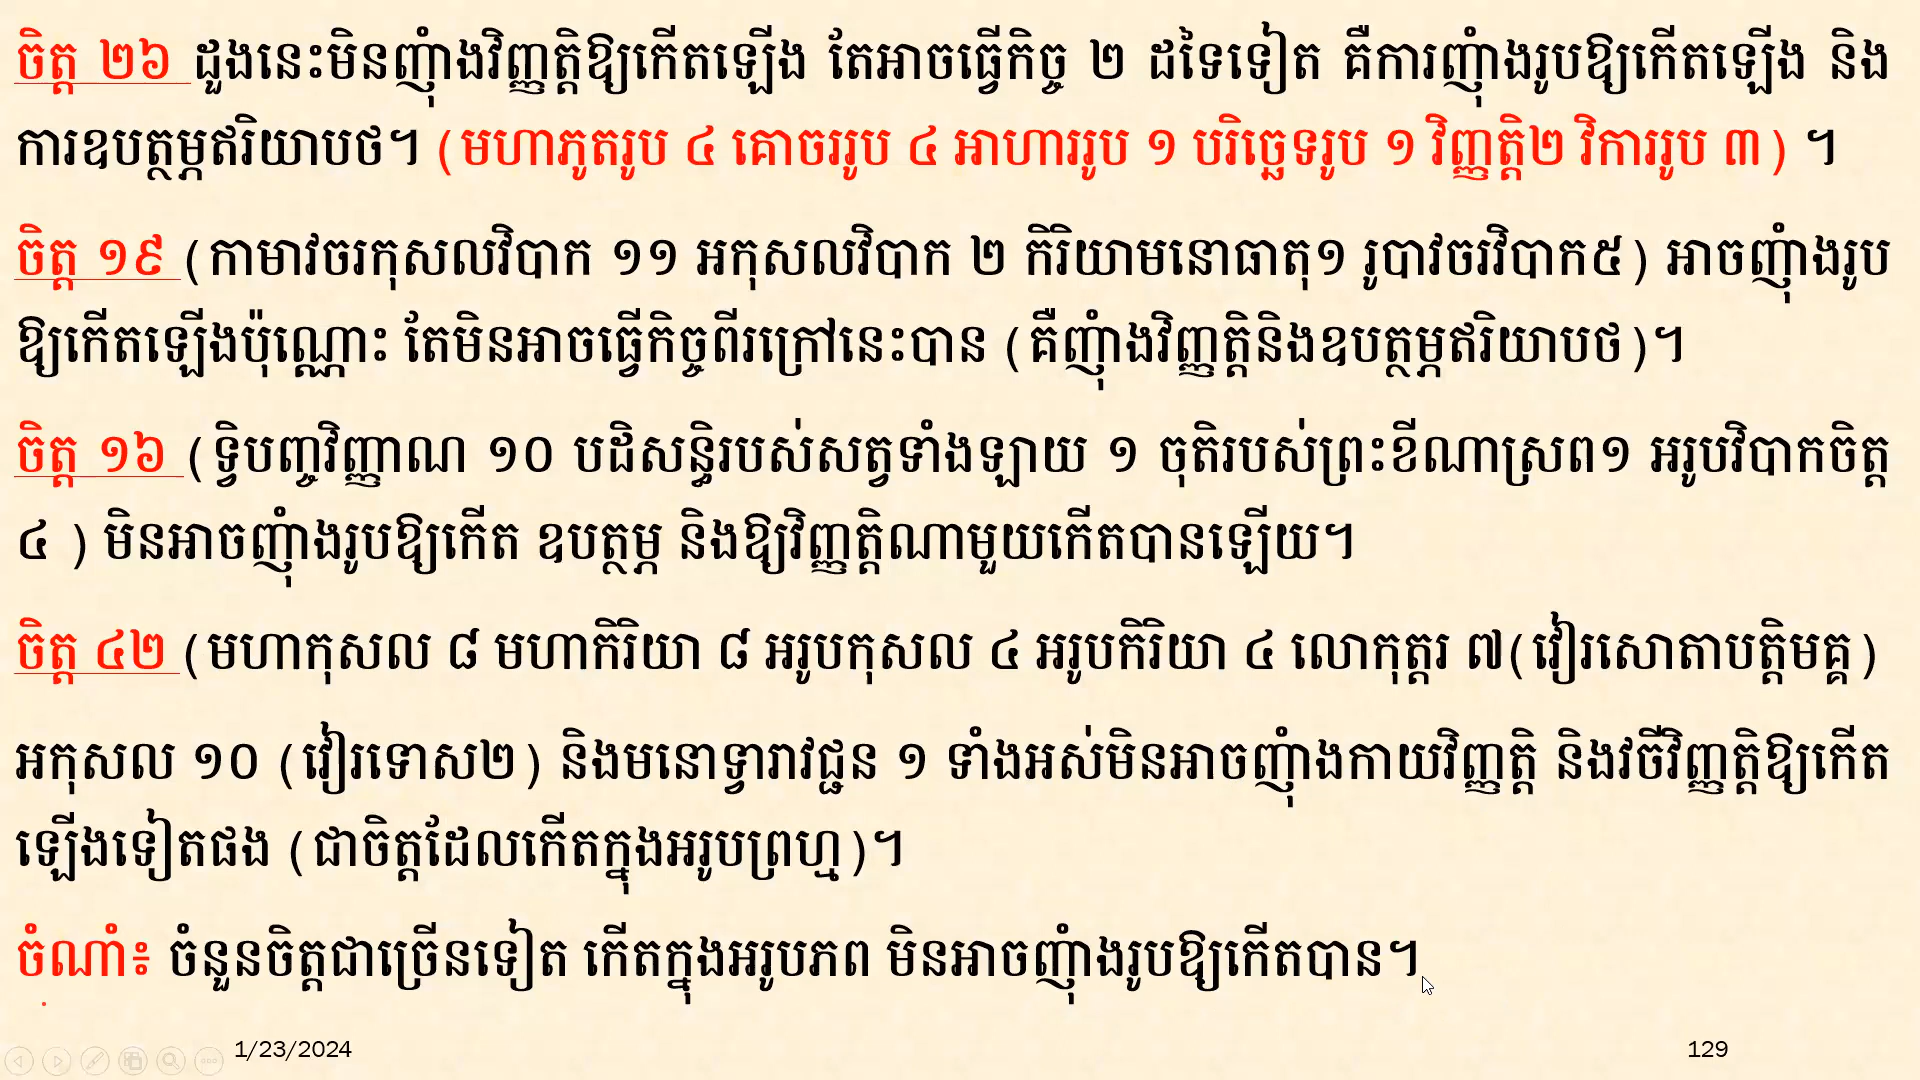 ចិត្ត ២៦ ដួងនេះមិនញុំាងវិញ្ញត្តិឱ្យកើតឡើង តែអាចធ្វើកិច្ច ២ ដទៃទៀត គឺការញុំាងរូបឱ្យកើតឡើង និង
ការឧបត្ថម្ភឥរិយាបថ។ (មហាភូតរូប ៤ គោចររូប ៤ អាហាររូប ១ បរិច្ឆេទរូប ១ វិញ្ញត្តិ២ វិការរូប ៣) ។
ចិត្ត ១៩ (កាមាវចរកុសលវិបាក ១១ អកុសលវិបាក ២ កិរិយាមនោធាតុ១ រូបាវចរវិបាក៥) អាចញុំាងរូប
ឱ្យកើតឡើងប៉ុណ្ណោះ តែមិនអាចធ្វើកិច្ចពីរក្រៅនេះបាន (គឺញុំាងវិញ្ញត្តិនិងឧបត្ថម្ភឥរិយាបថ)។
ចិត្ត ១៦ (ទ្វិបញ្ចវិញ្ញាណ ១០ បដិសន្ធិរបស់សត្វទាំងឡាយ ១ ចុតិរបស់ព្រះខីណាស្រព១ អរូបវិបាកចិត្ត
៤ ) មិនអាចញុំាងរូបឱ្យកើត ឧបត្ថម្ភ និងឱ្យវិញ្ញត្តិណាមួយកើតបានឡើយ។
ចិត្ត ៤២ (មហាកុសល ៨ មហាកិរិយា ៨ អរូបកុសល ៤ អរូបកិរិយា ៤ លោកុត្តរ ៧(វៀរសោតាបត្តិមគ្គ)
អកុសល ១០ (វៀរទោស២) និងមនោទ្វារាវជ្ជន ១ ទាំងអស់មិនអាចញុំាងកាយវិញ្ញត្តិ និងវចីវិញ្ញត្តិឱ្យកើត
ឡើងទៀតផង (ជាចិត្តដែលកើតក្នុងអរូបព្រហ្ម)។
ចំណាំ៖ ចំនួនចិត្តជាច្រើនទៀត កើតក្នុងអរូបភព មិនអាចញុំាងរូបឱ្យកើតបាន។
1/23/2024
129